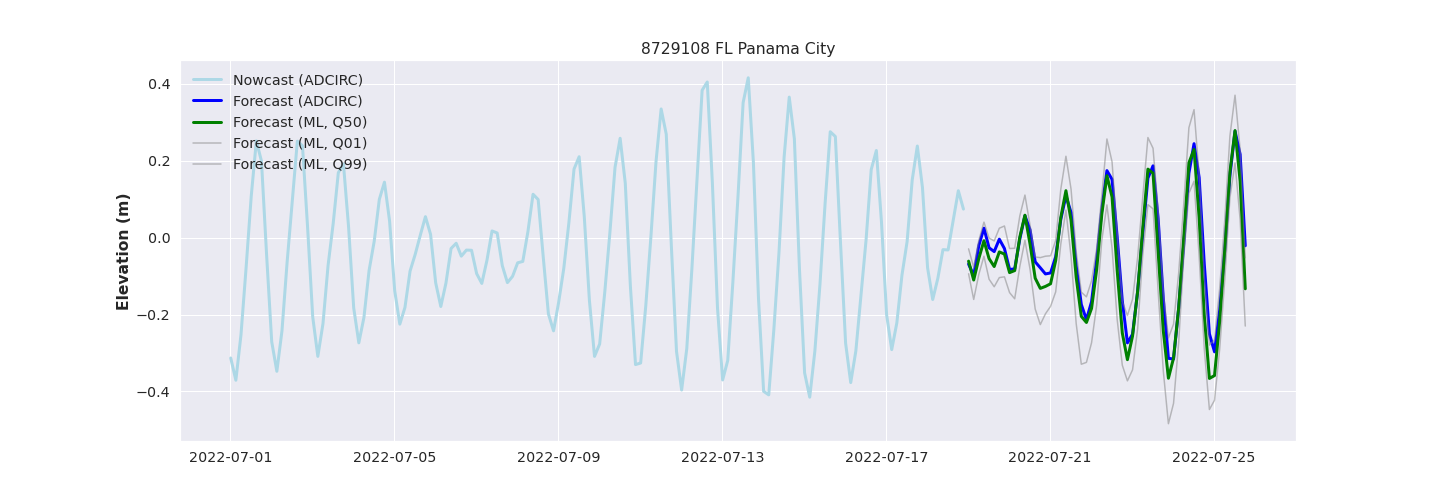 8729108 FL Panama City
Nowcast (ADCIRC)
Forecast (ADCIRC)
Forecast (ML, Q50)
Forecast (ML, Q01)
Forecast (ML, Q99)
Elevation (m)
0.4
0.2
0.0
−0.2
−0.4
2022-07-01
2022-07-05
2022-07-09
2022-07-13
2022-07-17
2022-07-21
2022-07-25